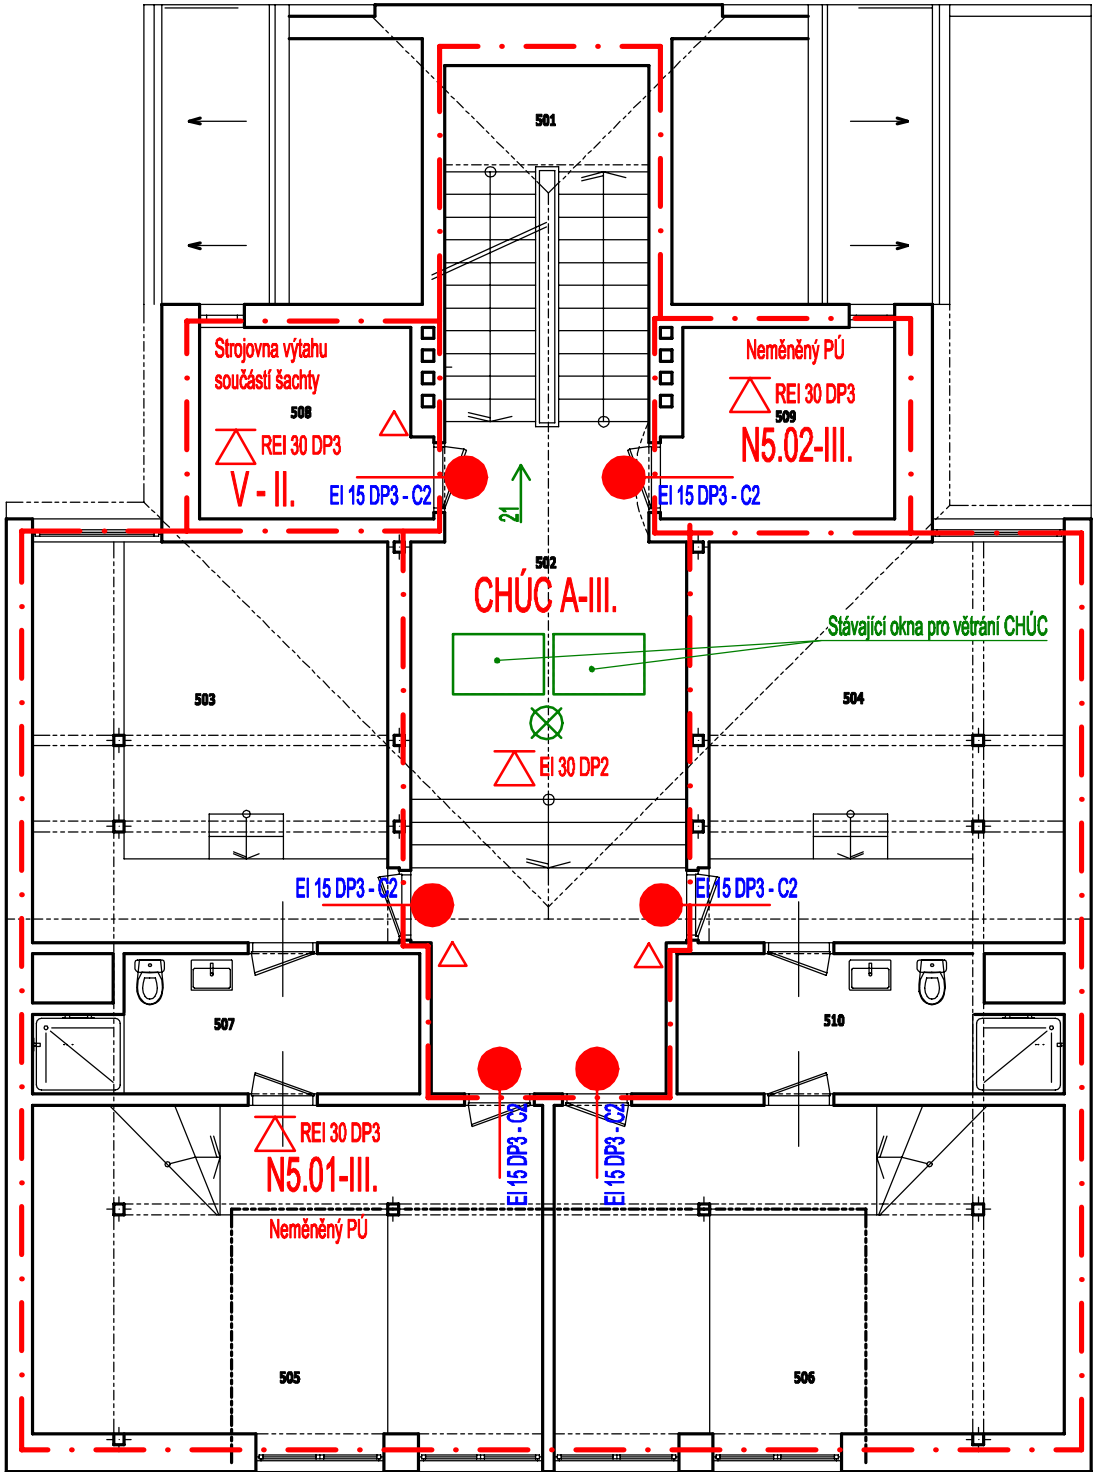 501
Strojovna výtahu
součástí šachty
508
REI 30 DP3
V - II.
EI 15 DP3 - C2
Neměněný PÚ
REI 30 DP3
509
N5.02-III.
EI 15 DP3 - C2
21
502
CHÚC A-III.
Stávající okna pro větrání CHÚC
503
504
EI 30 DP2
EI 15 DP3 - C2
EI 15 DP3 - C2
507
510
REI 30 DP3
N5.01-III.
Neměněný PÚ
EI 15 DP3 - C2
EI 15 DP3 - C2
505
506